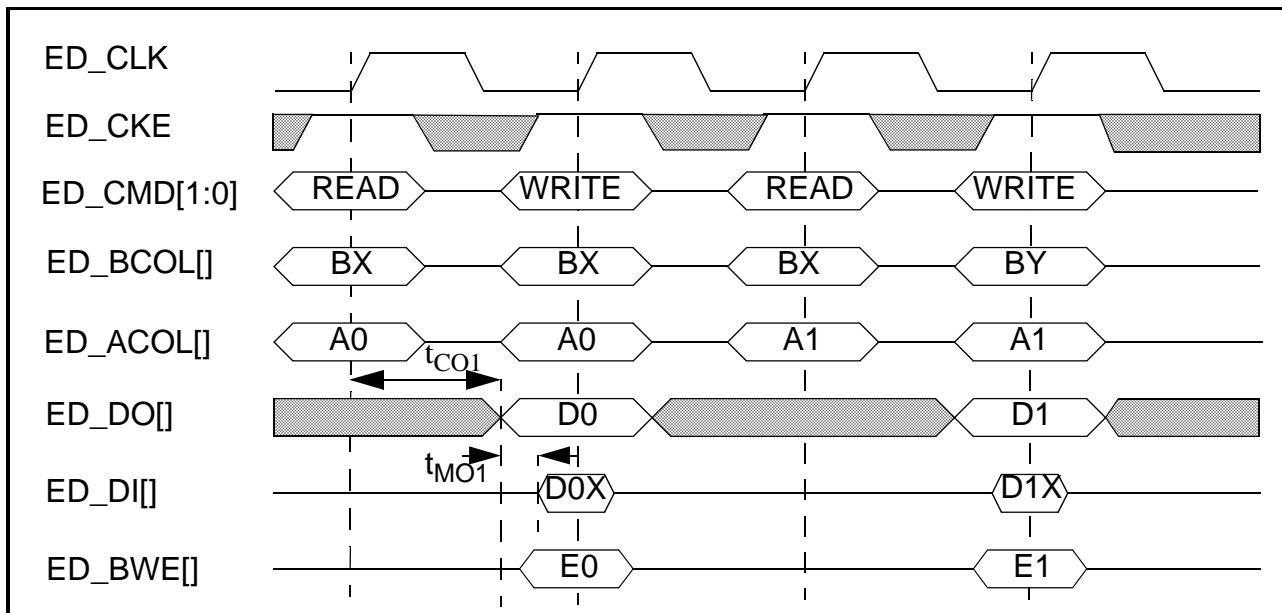 ED_CLK
ED_CKE
ED_CMD[1:0] READ WRITE READ WRITE
ED_BCOL[] BX BX BX BY
ED_ACOL[] A0 A0 A1 A1
tCO1
ED_DO[] D0 D1
tMO1
ED_DI[] D0X D1X
ED_BWE[] E0 E1